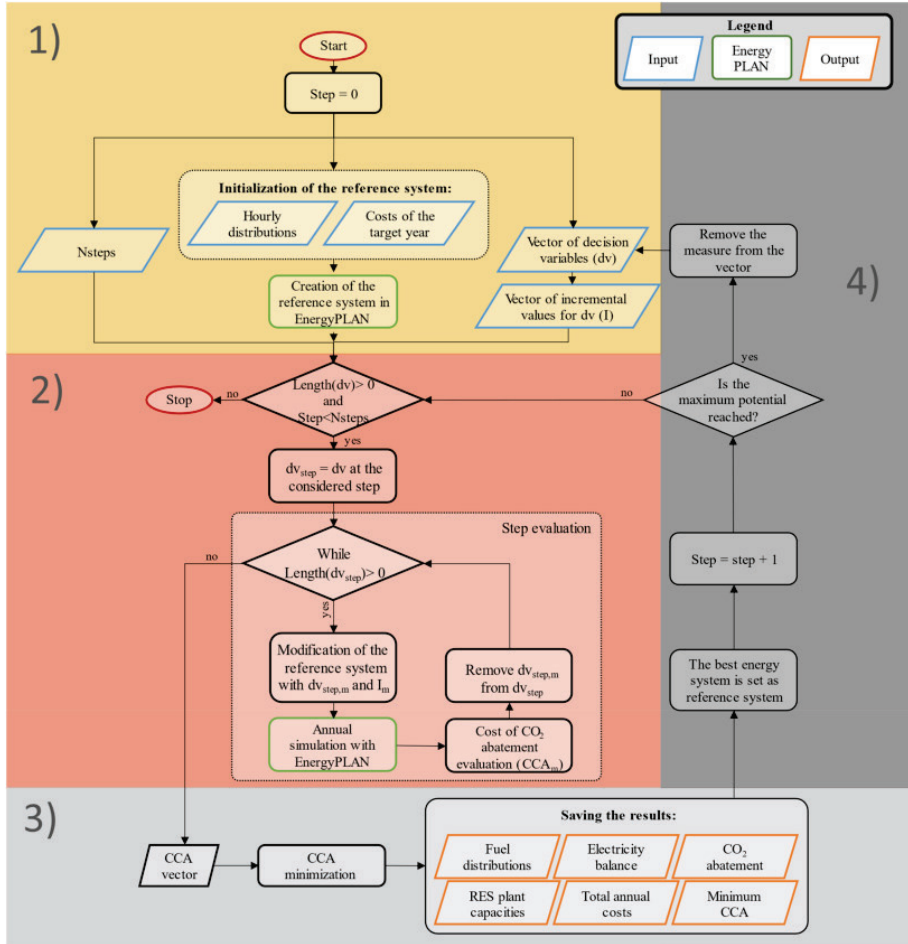 1)
Start
Step = 0
Legend
Input
Energy
PLAN
Output
Initialization of the reference system:
Hourly
distributions
Costs of the
target year
Nsteps
Vector of decision
variables (dv)
Remove the
measure from the
vector
4)
Creation of the
reference system in
EnergyPLAN
Vector of incremental
values for dv (I)
2)
Stop
no
Length(dv)> 0
and
Step<Nsteps
yes
no
Is the
maximum potential
reached?
yes
dvstep = dv at the
considered step
Step evaluation
no
While
Length(dvstep)> 0
yes
Step = step + 1
Modification of the
reference system
with dvstep,m and Im
Remove dvstep,m
from dvstep
The best energy
system is set as
reference system
Annual
simulation with
EnergyPLAN
Cost of CO2
abatement
evaluation (CCAm)
3)
CCA
vector
CCA
minimization
Saving the results:
Fuel
distributions
Electricity
balance
CO2
abatement
RES plant
capacities
Total annual
costs
Minimum
CCA